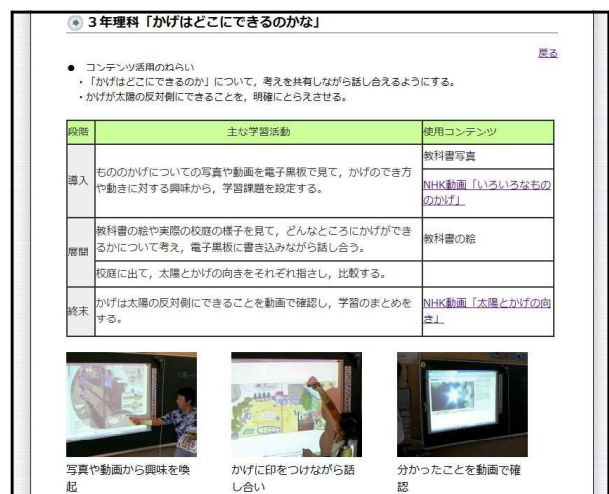 ３年理科「かげはどこにできるのかな」
戻る
● コンテンツ活用のねらい
・「かげはどこにできるのか」について，考えを共有しながら話し合えるようにする。
・かげが太陽の反対側にできることを，明確にとらえさせる。
段階 主な学習活動 使用コンテンツ
導入
もののかげについての写真や動画を電子黒板で見て，かげのでき方
や動きに対する興味から，学習課題を設定する。
教科書写真
NHK動画「いろいろなもの
のかげ」
展開
教科書の絵や実際の校庭の様子を見て，どんなところにかげができ
るかについて考え，電子黒板に書き込みながら話し合う。
教科書の絵
校庭に出て，太陽とかげの向きをそれぞれ指さし，比較する。
終末
かげは太陽の反対側にできることを動画で確認し，学習のまとめを
する。
NHK動画「太陽とかげの向
き」
写真や動画から興味を喚
起
かげに印をつけながら話
し合い
分かったことを動画で確
認